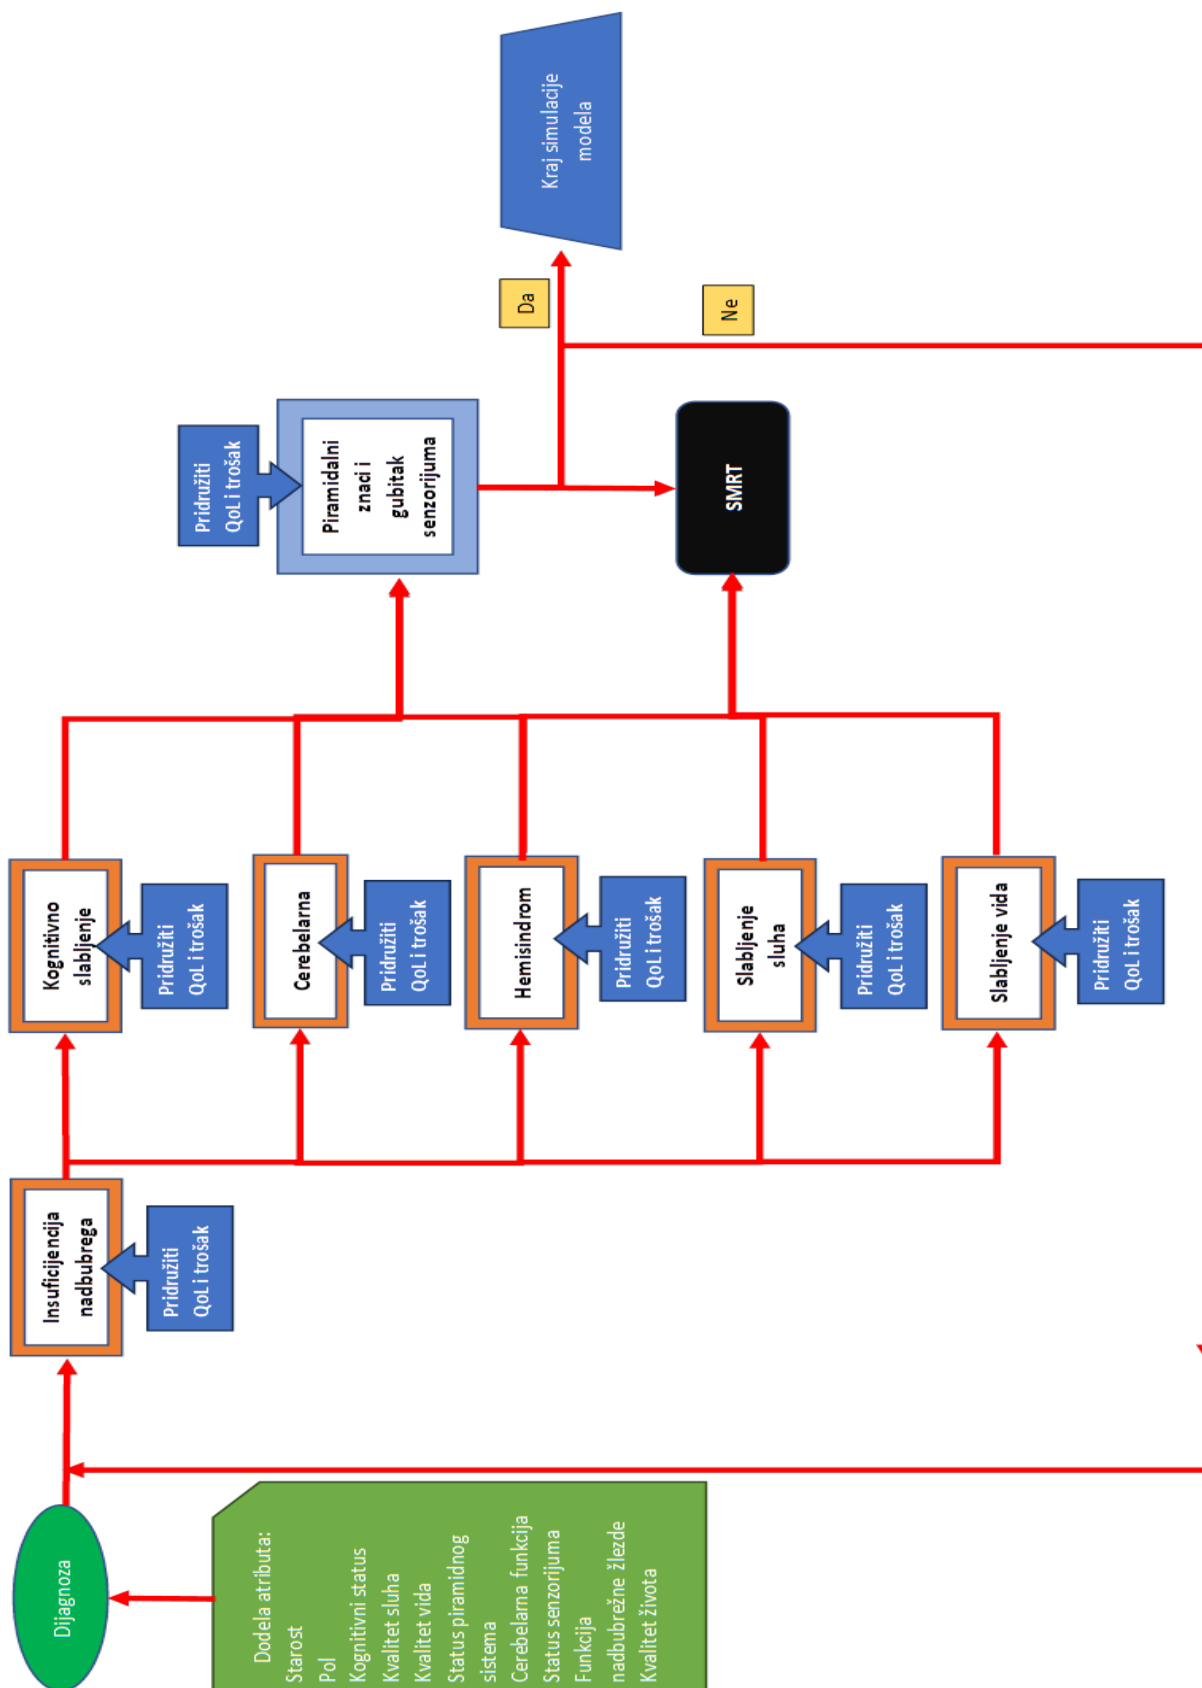 Dijagnoza
Dodela atributa:
Starost
Pol
Kognitivni status
Kvalitet sluha
Kvalitet vida
Status piramidnog
sistema
Cerebelarna funkcija
Status senzorijuma
Funkcija
nadbubrežne žlezde
Kvalitet života
Insuficijencija
nadbubrega
Pridružiti
QoL i trošak
Kognitivno
slabljenje
Pridružiti
QoL i trošak
Cerebelarna
Pridružiti
QoL i trošak
Hemisindrom
Pridružiti
QoL i trošak
Slabljenje
sluha
Pridružiti
QoL i trošak
Slabljenje vida
Pridružiti
QoL i trošak
Pridružiti
QoL i trošak
Piramidalni
znaci i
gubitak
senzorijuma
SMRT
Da
Ne
Kraj simulacije
modela